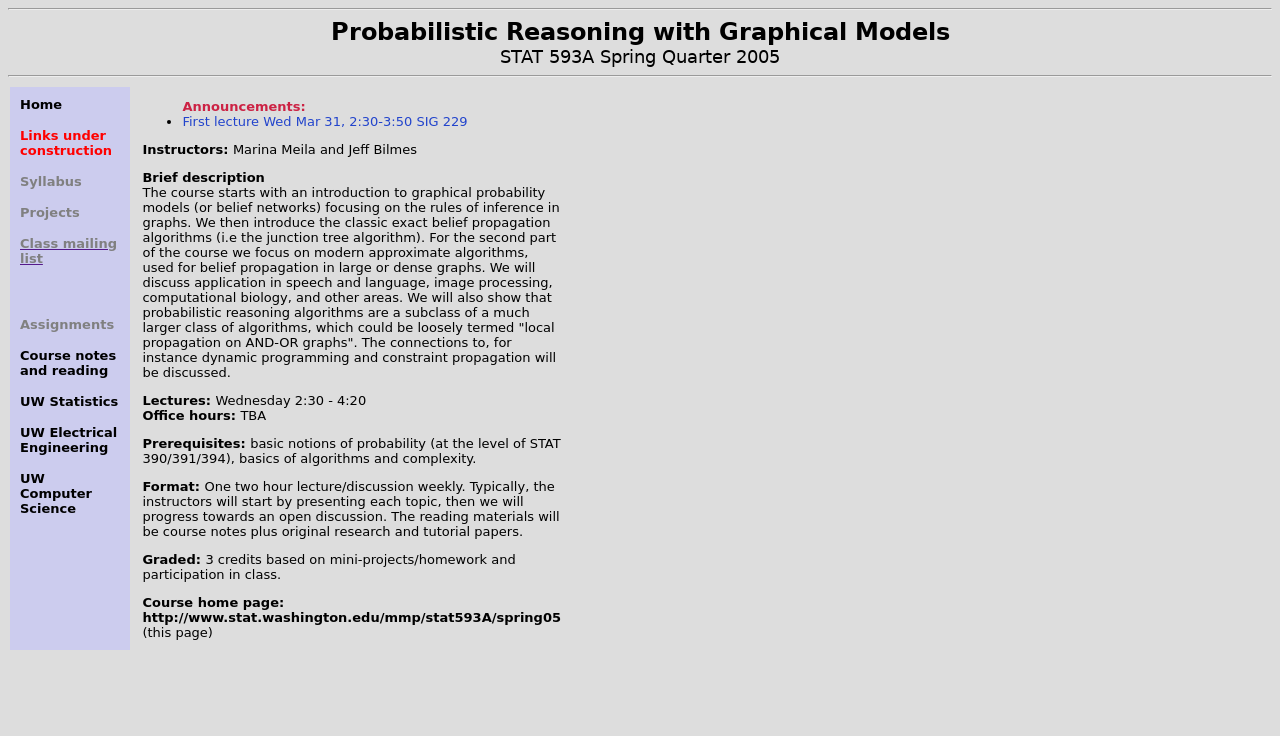 Probabilistic Reasoning with Graphical Models
STAT 593A Spring Quarter 2005
Home
Links under
construction
Syllabus
Projects
Class mailing
list
Assignments
Course notes
and reading
UW Statistics
UW Electrical
Engineering
UW
Computer
Science
Announcements:
• First lecture Wed Mar 31, 2:30-3:50 SIG 229
Instructors: Marina Meila and Jeff Bilmes
Brief description
The course starts with an introduction to graphical probability
models (or belief networks) focusing on the rules of inference in
graphs. We then introduce the classic exact belief propagation
algorithms (i.e the junction tree algorithm). For the second part
of the course we focus on modern approximate algorithms,
used for belief propagation in large or dense graphs. We will
discuss application in speech and language, image processing,
computational biology, and other areas. We will also show that
probabilistic reasoning algorithms are a subclass of a much
larger class of algorithms, which could be loosely termed "local
propagation on AND-OR graphs". The connections to, for
instance dynamic programming and constraint propagation will
be discussed.
Lectures: Wednesday 2:30 - 4:20
Office hours: TBA
Prerequisites: basic notions of probability (at the level of STAT
390/391/394), basics of algorithms and complexity.
Format: One two hour lecture/discussion weekly. Typically, the
instructors will start by presenting each topic, then we will
progress towards an open discussion. The reading materials will
be course notes plus original research and tutorial papers.
Graded: 3 credits based on mini-projects/homework and
participation in class.
Course home page:
http://www.stat.washington.edu/mmp/stat593A/spring05
(this page)